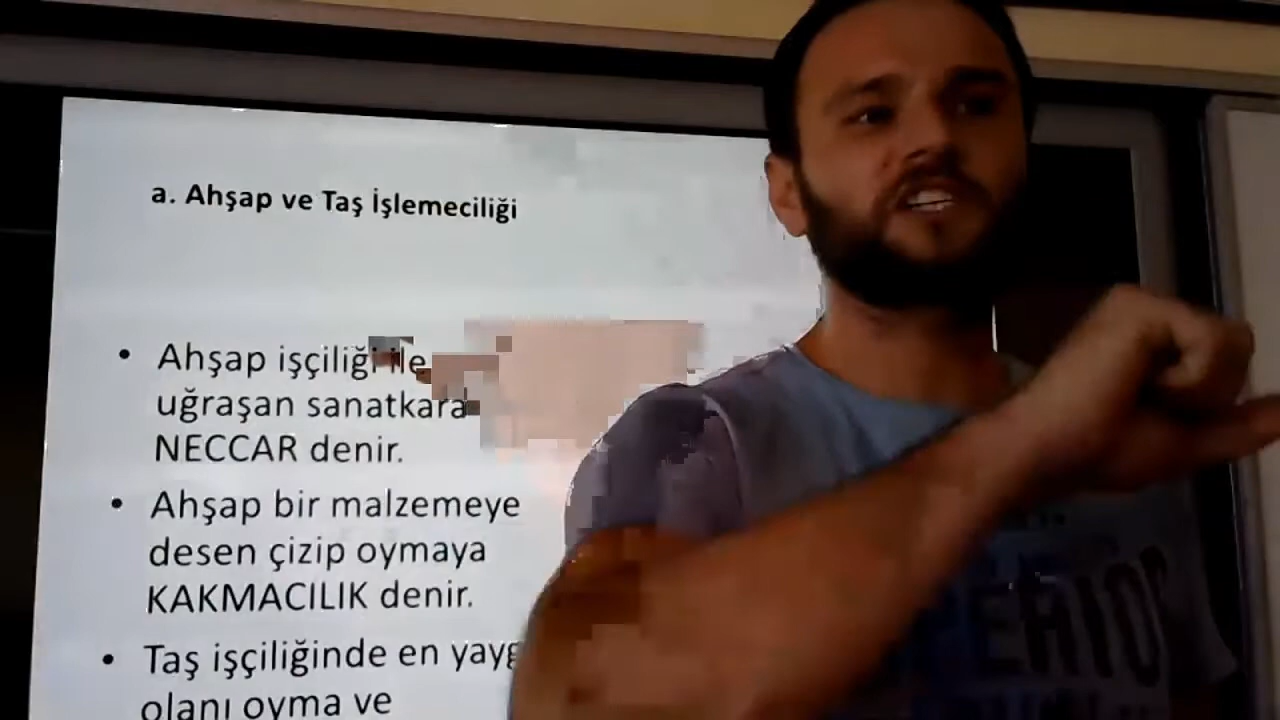 a. Ahşap ve Taş İşlemeciliği
• Ahşap işçiliği ile
uğraşan sanatkara
NECCAR denir.
• Ahşap bir malzemeye
desen çizip oymaya
KAKMACILIK denir.
• Taş işçiliğinde en
olanı oyma ve